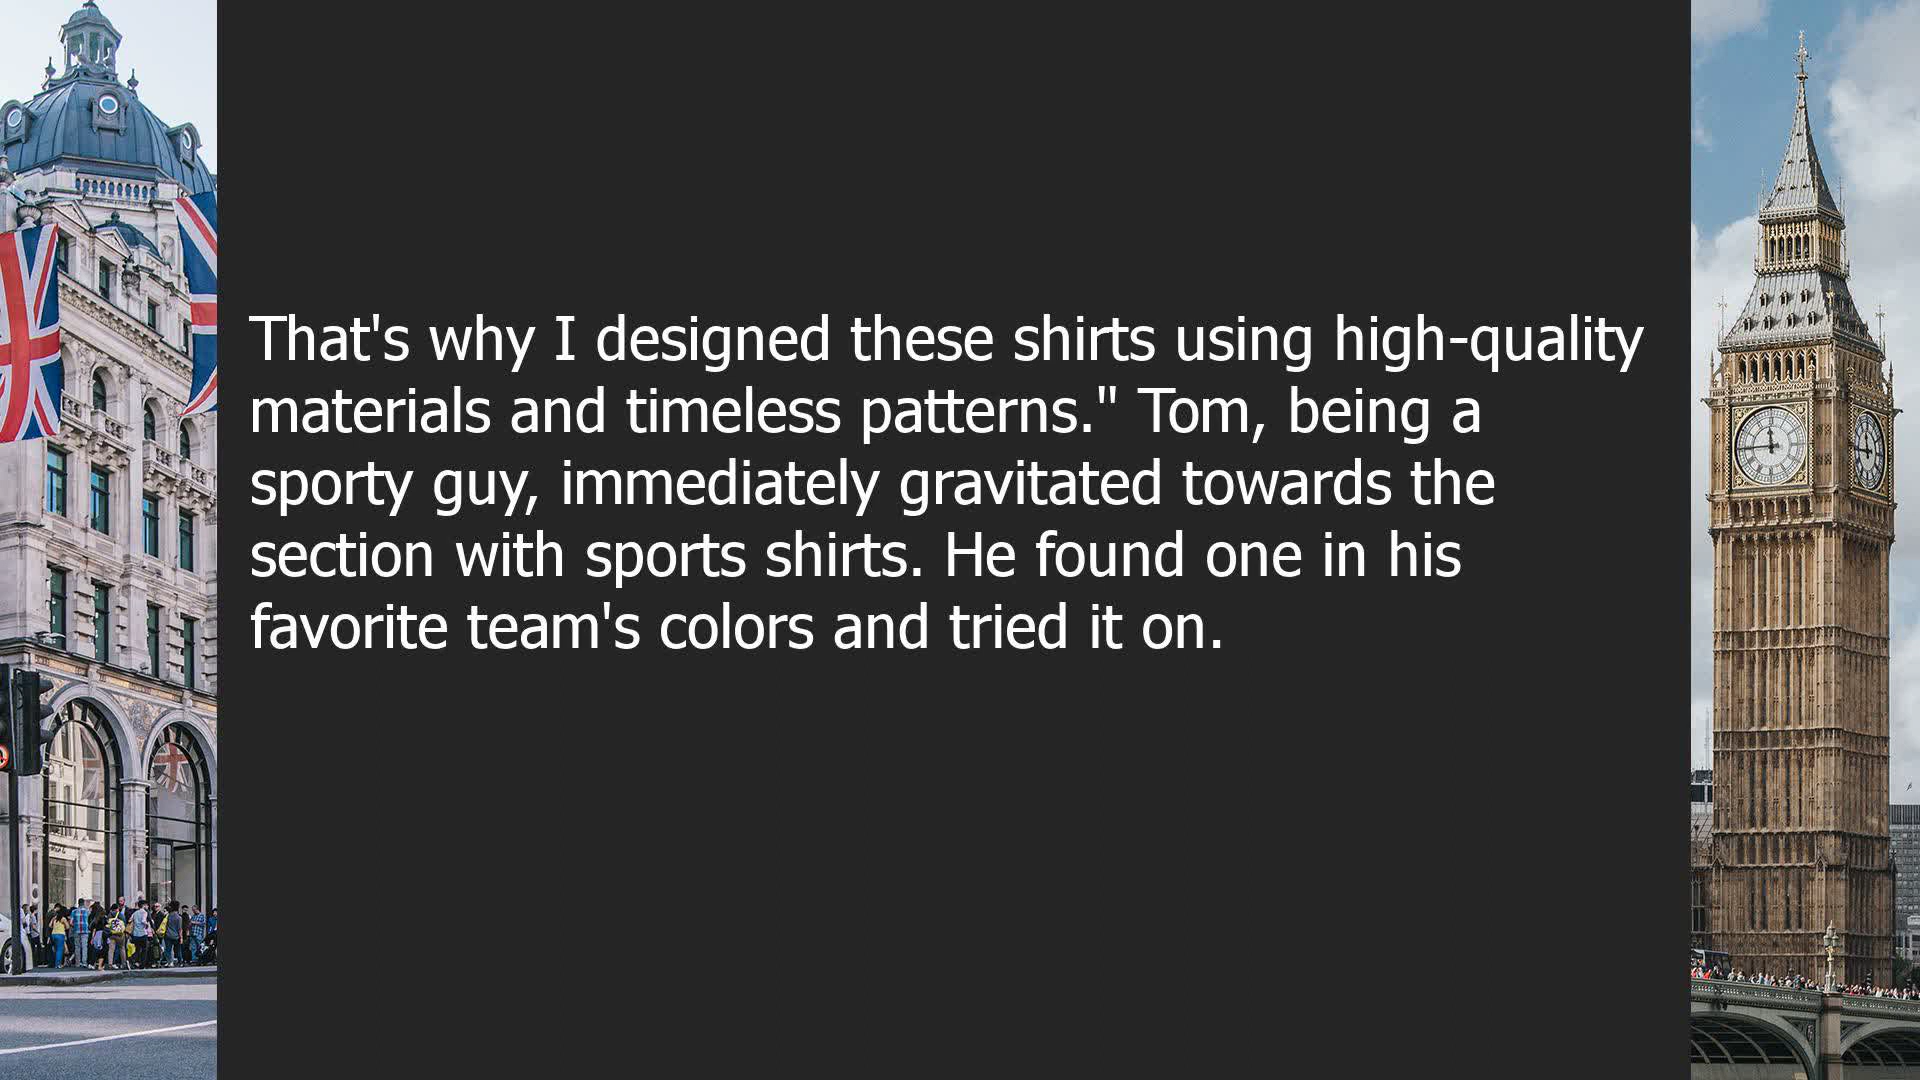 That's why I designed these shirts using high-quality
materials and timeless patterns." Tom, being a
sporty guy, immediately gravitated towards the
section with sports shirts. He found one in his
favorite team's colors and tried it on.